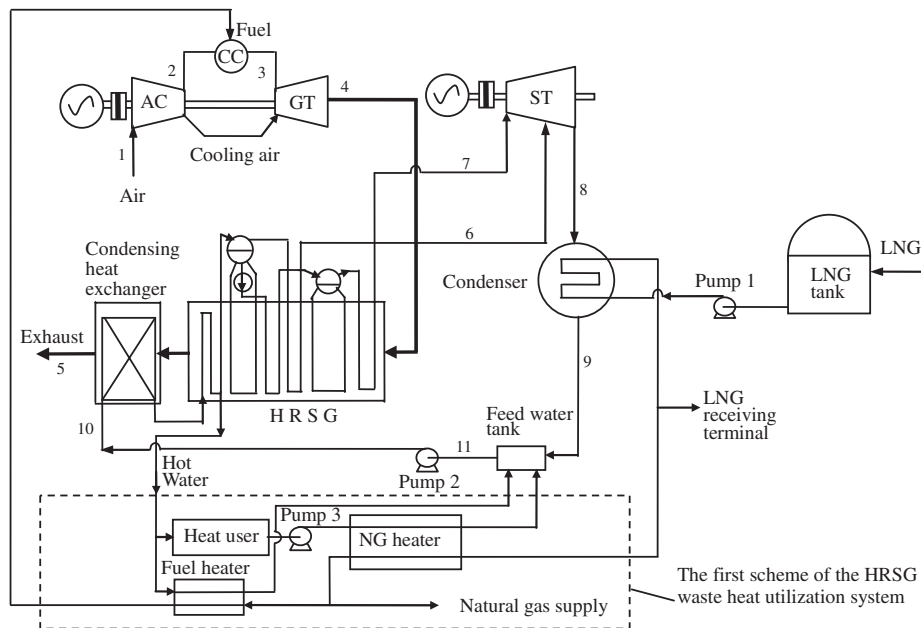 Fuel
CC
2
3
4
AC
GT
ST
1
Cooling air
Air
7
8
6
Condensing
heat
exchanger
Condenser
Pump 1
LNG
LNG
tank
Exhaust
5
9
H R S G
10
Feed water
tank
LNG
receiving
terminal
11
Hot
Water
Pump 2
Pump 3
Heat user
NG heater
Fuel heater
Natural gas supply
The first scheme of the HRSG
waste heat utilization system